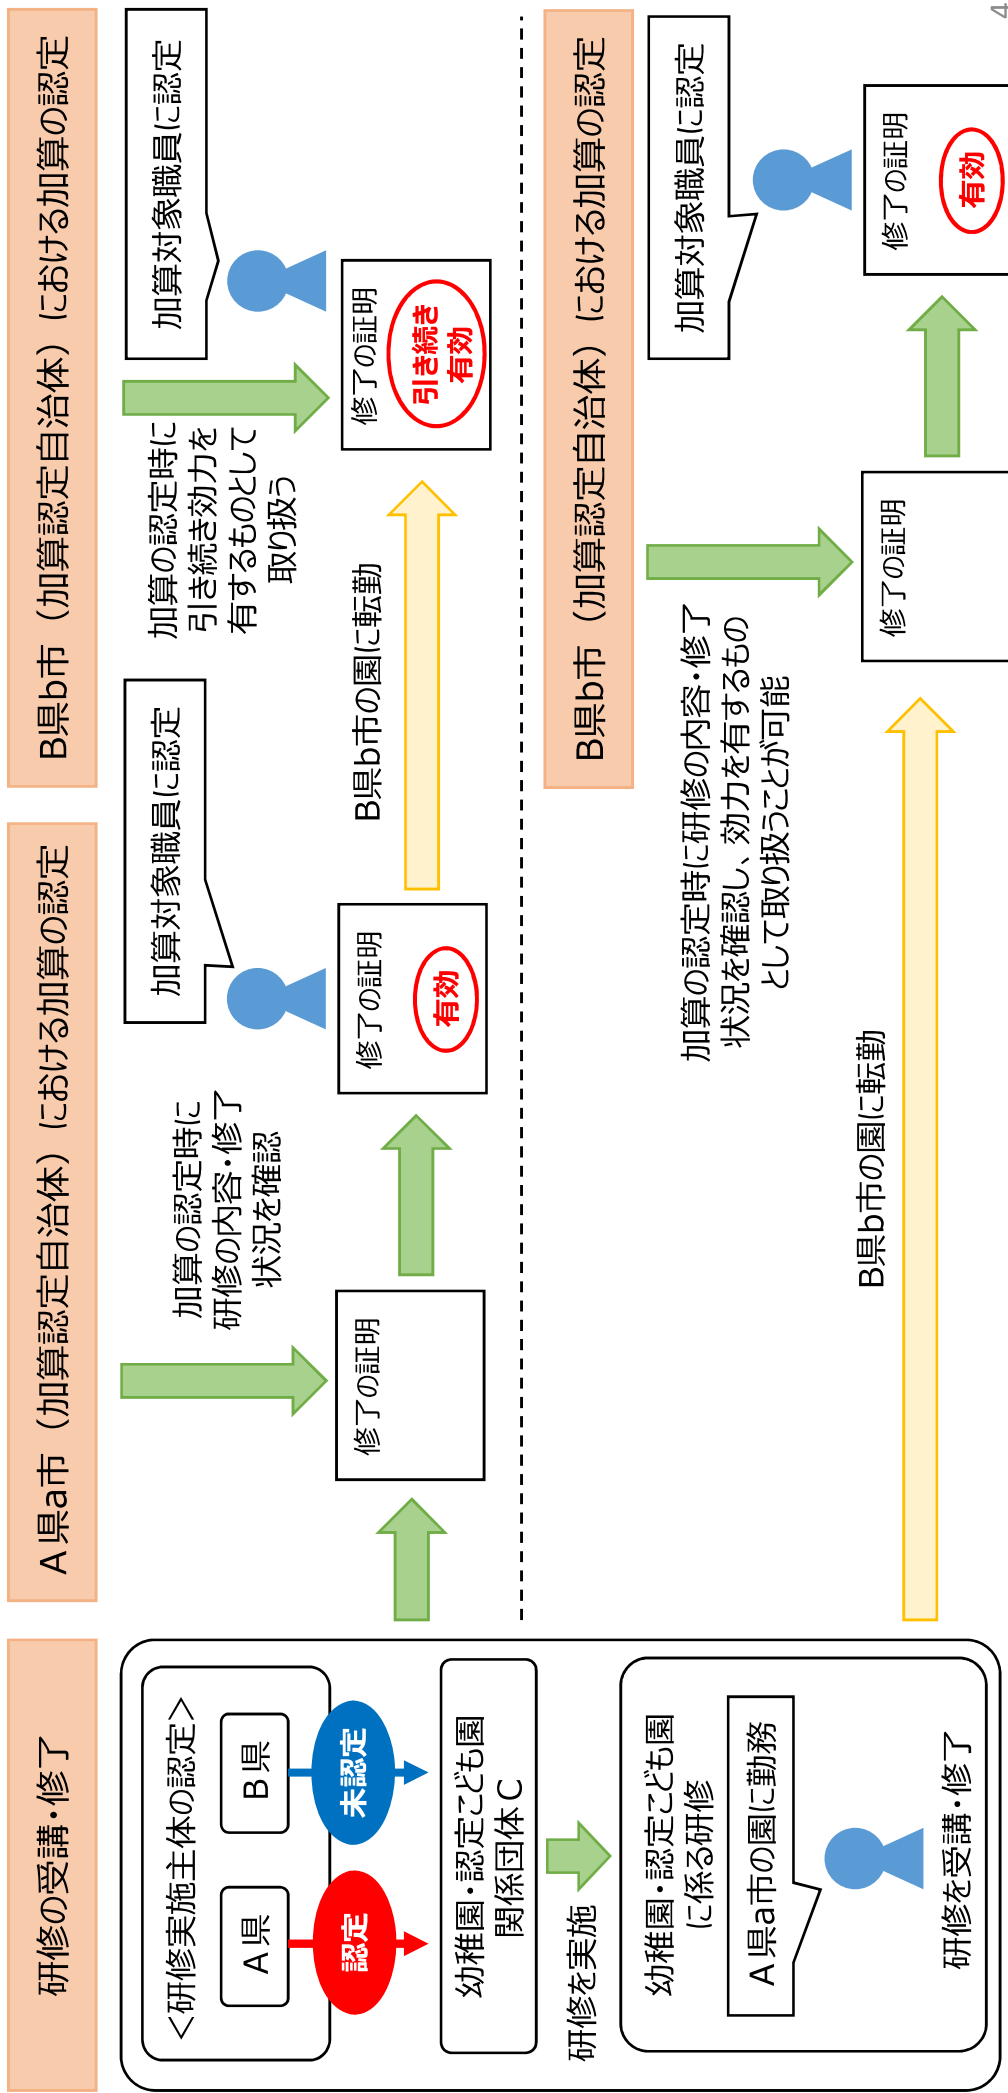 研修の受講・修了
<研修実施主体の認定>
A県
B県
認定
未認定
幼稚園・認定こども園
関係団体C
研修を実施
幼稚園・認定こども園
に係る研修
A県a市の園に勤務
研修を受講・修了
A県a市（加算認定自治体）における加算の認定
加算の認定時に
研修の内容・修了
状況を確認
加算対象職員に認定
修了の証明
修了の証明
有効
B県b市の園に転勤
B県b市（加算認定自治体）における加算の認定
加算の認定時に
引き続き効力を
有するものとして
取り扱う
加算対象職員に認定
修了の証明
引き続き
有効
B県b市の園に転勤
B県b市（加算認定自治体）における加算の認定
加算の認定時に研修の内容・修了
状況を確認し、効力を有するもの
として取り扱うことが可能
加算対象職員に認定
修了の証明
修了の証明
有効
4